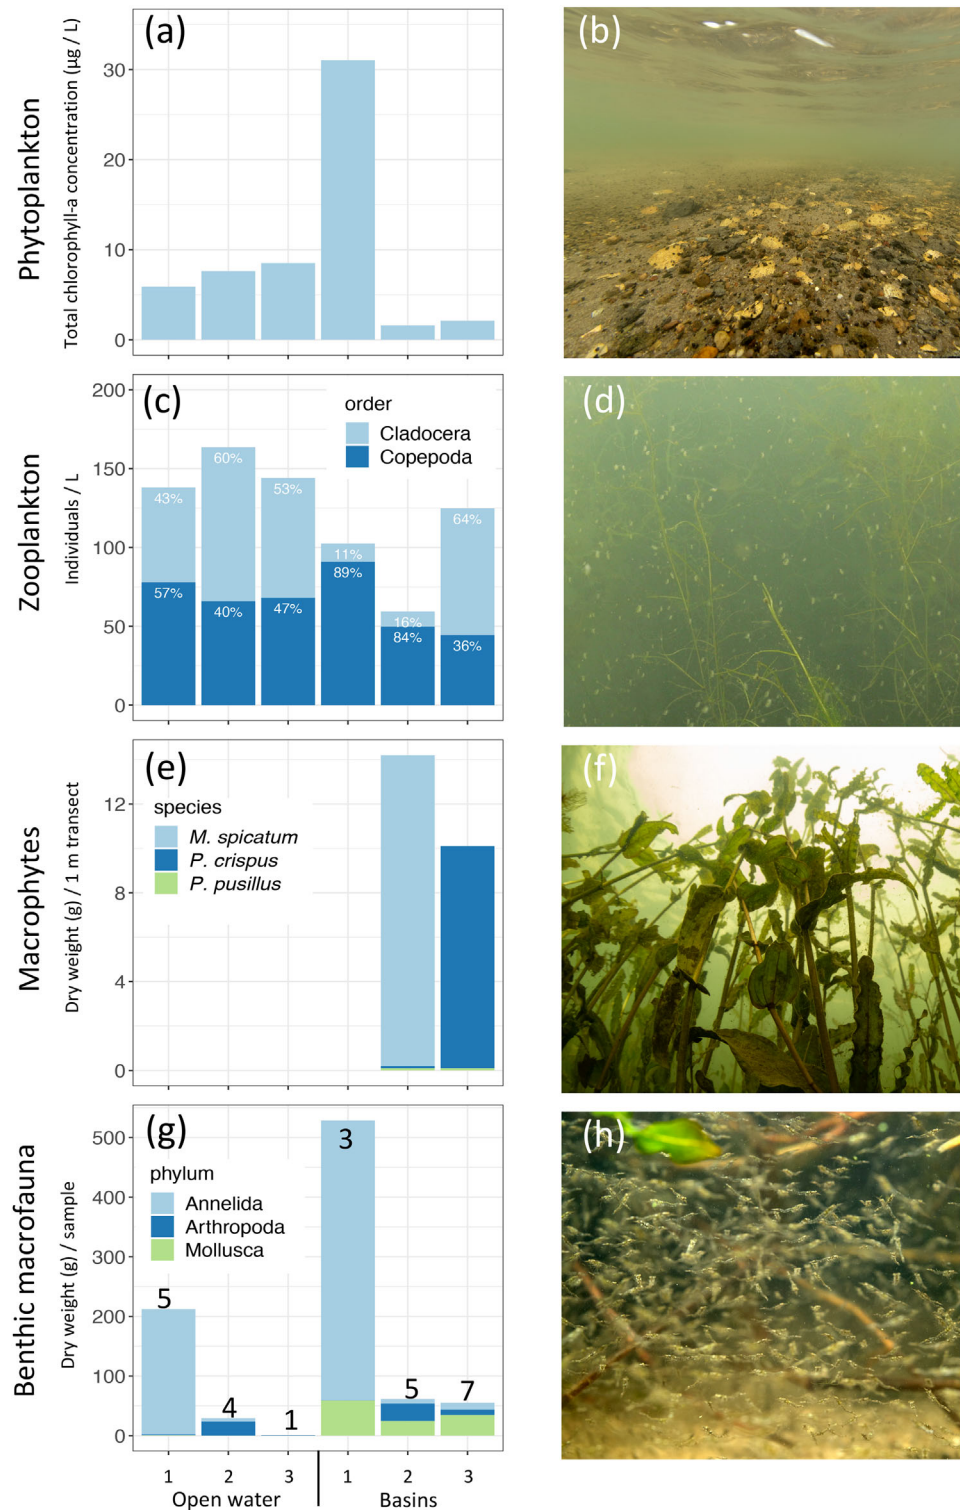 (a)
Phytoplankton
Total chlorophyll-a concentration (µg / L)
30
20
10
0
(b)
(c)
Zooplankton
Individuals / L
200
150
100
50
0
order
Cladocera
Copepoda
43%
57%
60%
40%
53%
47%
11%
89%
16%
84%
64%
36%
(d)
(e)
Macrophytes
Dry weight (g) / 1 m transect
12
8
4
0
species
M. spicatum
P. crispus
P. pusillus
(f)
(g)
Benthic macrofauna
Dry weight (g) / sample
500
400
300
200
100
0
phylum
Annelida
Arthropoda
Mollusca
5
4
1
3
5
7
(h)
1 2 3 1 2 3
Open water Basins